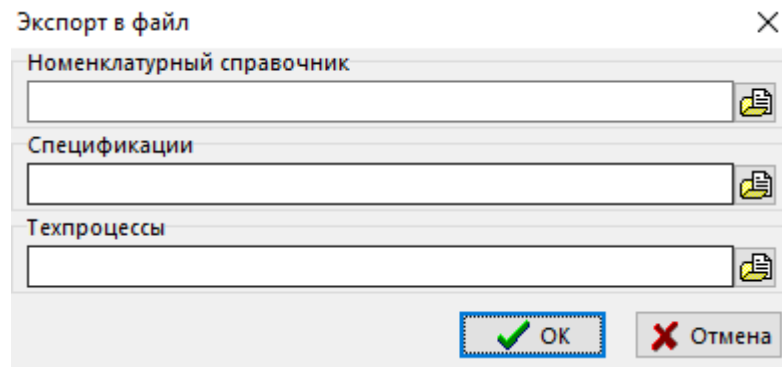 Экспорт в файл
Номенклатурный справочник
Спецификации
Техпроцессы
OK
Отмена